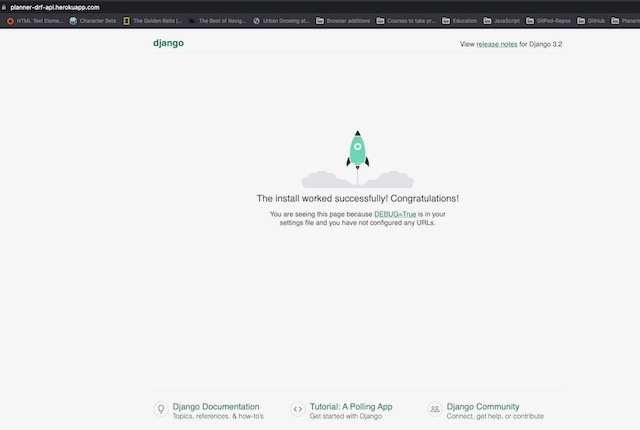 planner-drf-api.herokuapp.com
HTML Text Eleme... Character Sets The Golden Ratio |... The Best of Navig... Urban Growing at... Browser additions Courses to take pr... Education JavaScript GitPod-Repos GitHub
django
View release notes for Django 3.2
The install worked successfully! Congratulations!
You are seeing this page because DEBUG=True is in your
settings file and you have not configured any URLs.
Django Documentation
Topics, references, & how-to's
Tutorial: A Polling App
Get started with Django
Django Community
Connect, get help, or contribute